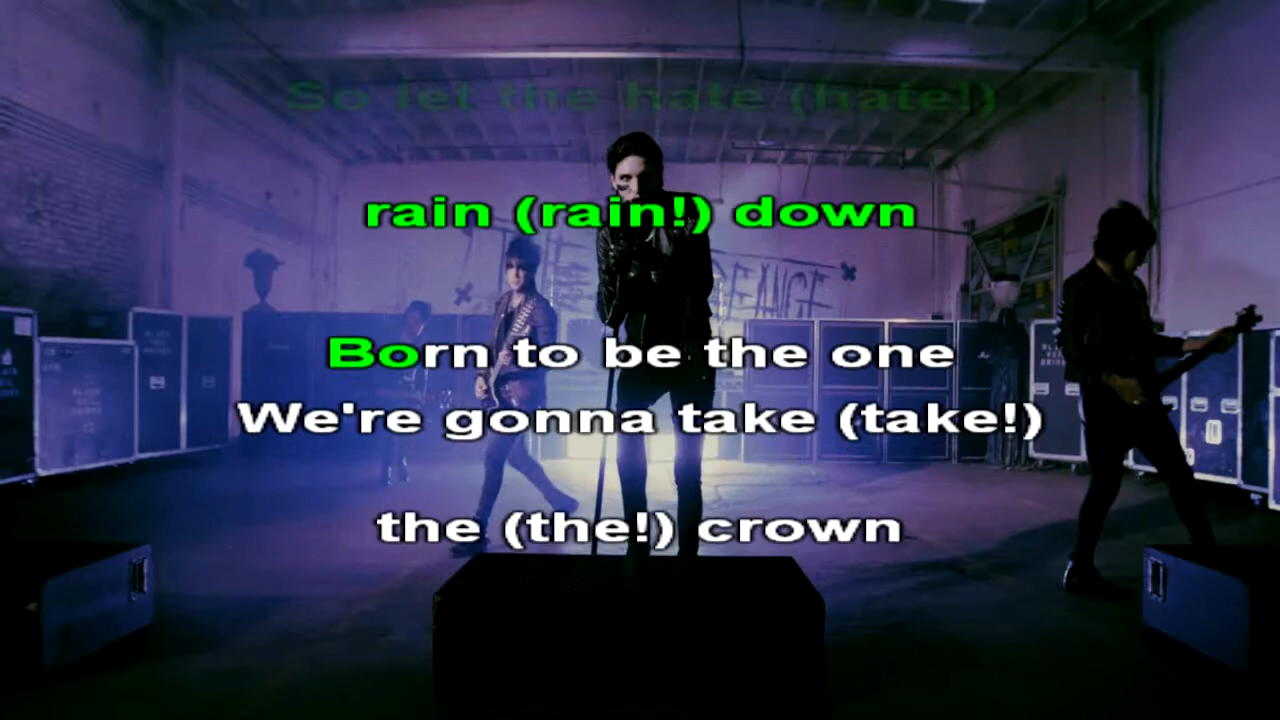 So let the hate (hate!)
rain (rain!) down
Born to be the one
We're gonna take (take!)
the (the!) crown